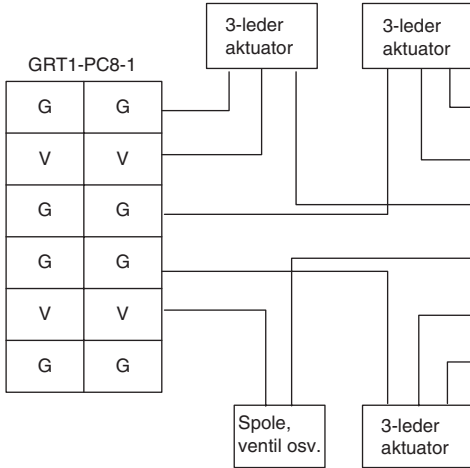 3-leder
aktuator
3-leder
aktuator
GRT1-PC8-1
G G
V V
G G
G G
V V
G G
Spole,
ventil osv.
3-leder
aktuator